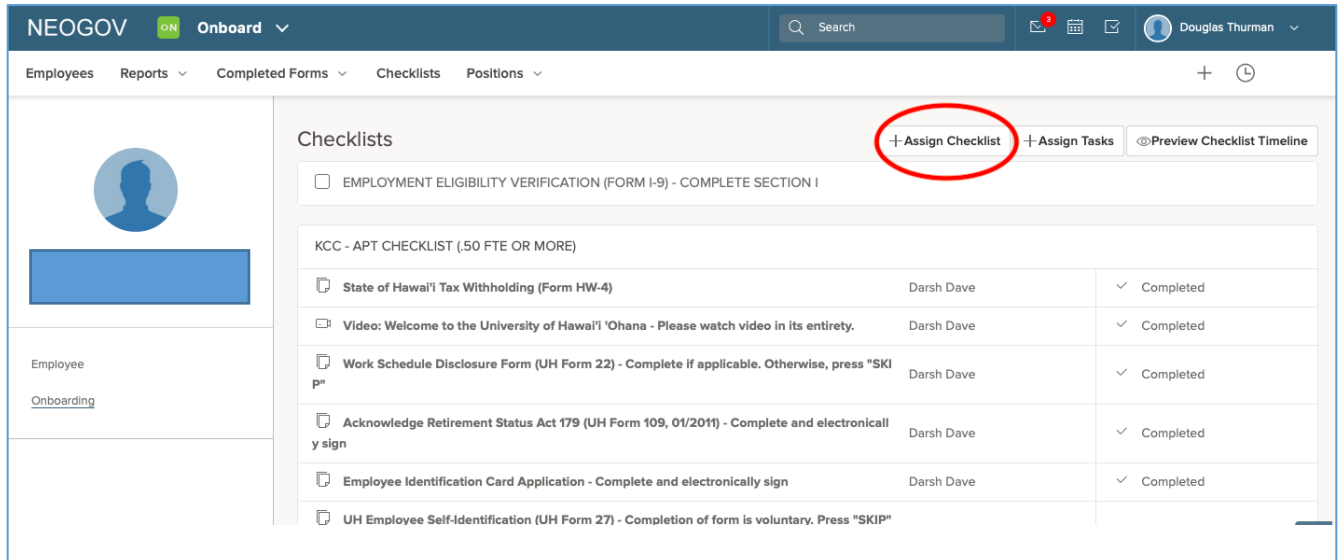 NEOGOV ON Onboard Search 3 Douglas Thurman
Employees Reports Completed Forms Checklists Positions
Checklists +Assign Checklist +Assign Tasks Preview Checklist Timeline
EMPLOYMENT ELIGIBILITY VERIFICATION (FORM I-9) - COMPLETE SECTION I
KCC - APT CHECKLIST (.50 FTE OR MORE)
State of Hawai'i Tax Withholding (Form HW-4) Darsh Dave Completed
Video: Welcome to the University of Hawai'i 'Ohana - Please watch video in its entirety. Darsh Dave Completed
Employee
Onboarding
Work Schedule Disclosure Form (UH Form 22) - Complete if applicable. Otherwise, press "SKI
P" Darsh Dave Completed
Acknowledge Retirement Status Act 179 (UH Form 109, 01/2011) - Complete and electronicall
y sign Darsh Dave Completed
Employee Identification Card Application - Complete and electronically sign Darsh Dave Completed
UH Employee Self-Identification (UH Form 27) - Completion of form is voluntary. Press "SKIP"